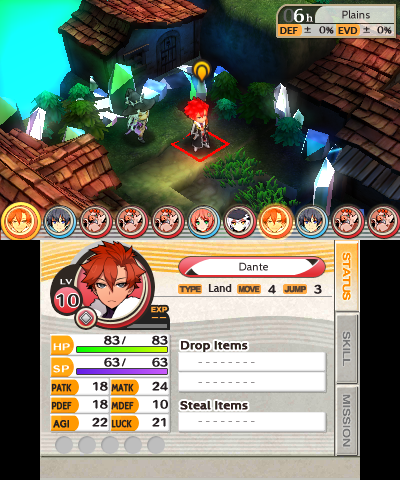 06h Plains
DEF ± 0% EVD ± 0%
Dante
LV
10
TYPE Land MOVE 4 JUMP 3
EXP
--
HP 83/ 83
SP 63/ 63
PATK 18 MATK 24
PDEF 18 MDEF 10
AGI 22 LUCK 21
Drop Items
--------
--------
Steal Items
--------
STATUS
SKILL
MISSION